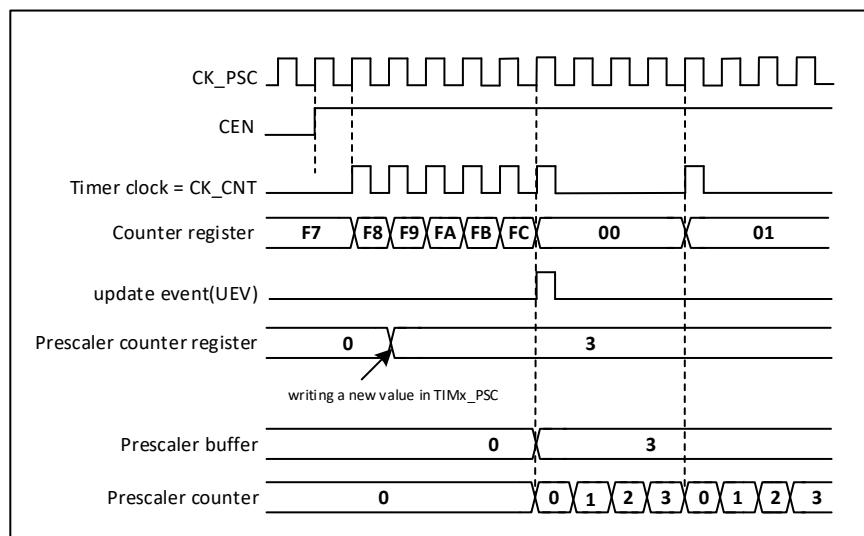 CK_PSC
CEN
Timer clock = CK_CNT
Counter register F7 F8 F9 FA FB FC 00 01
update event(UEV)
Prescaler counter register 0 3
writing a new value in TIMx_PSC
Prescaler buffer 0 3
Prescaler counter 0 0 1 2 3 0 1 2 3